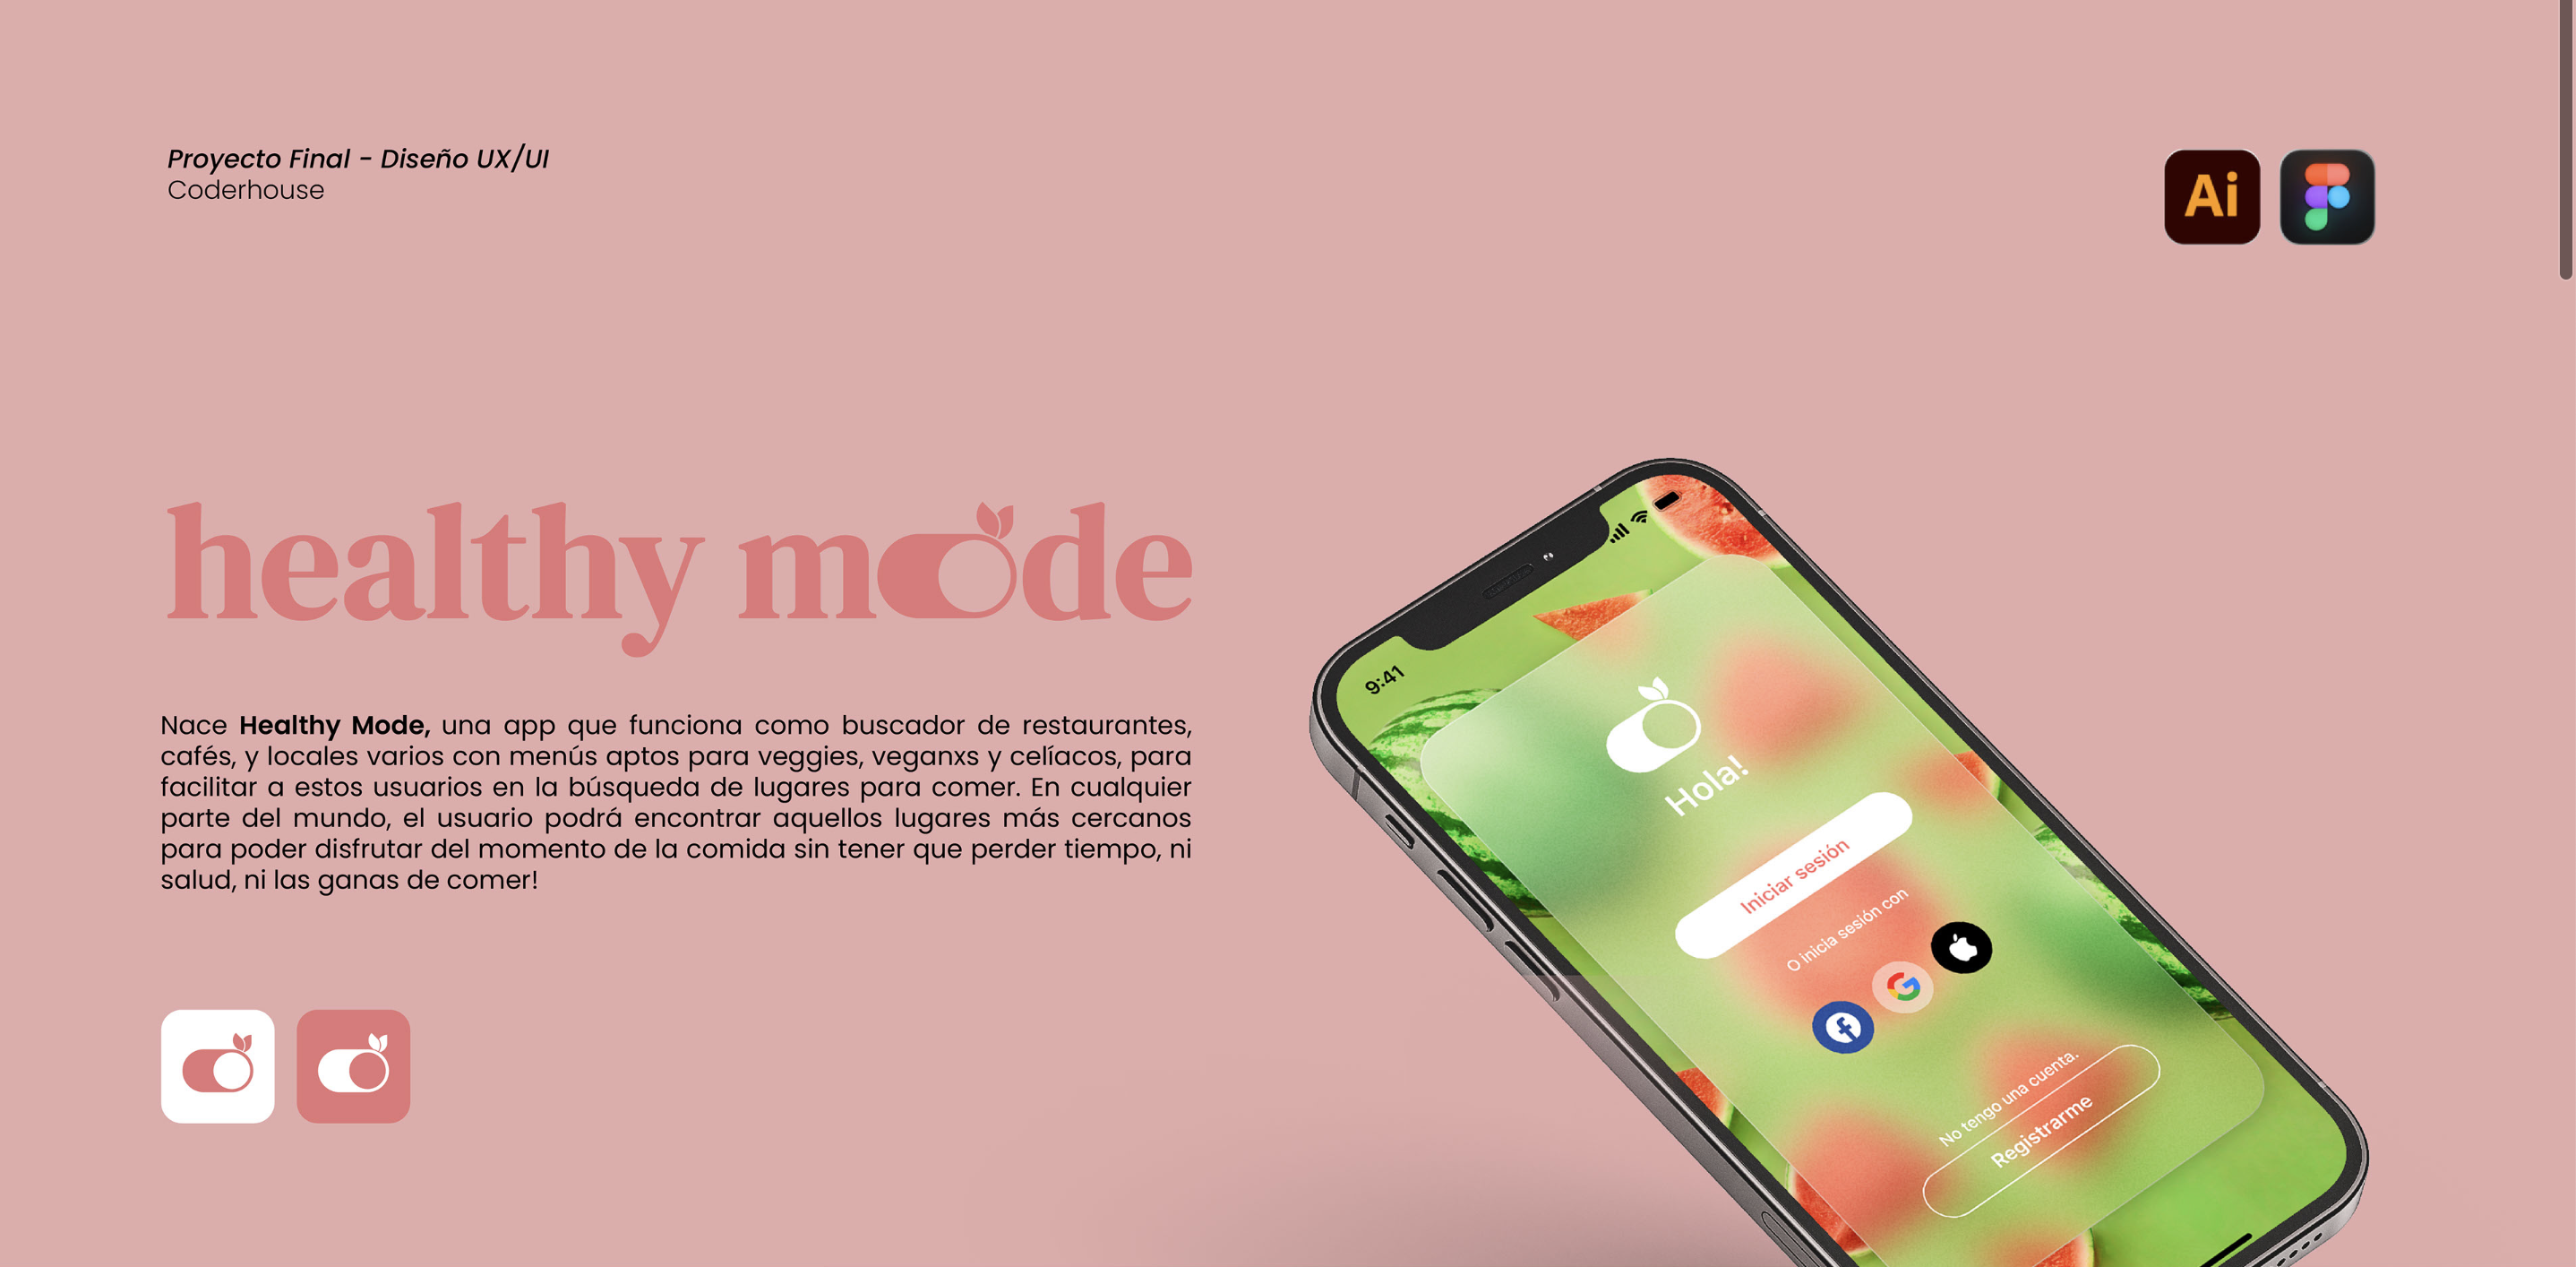 Proyecto Final - Diseño UX/UI
Coderhouse
Ai
healthy mode
Nace Healthy Mode, una app que funciona como buscador de restaurantes,
cafés, y locales varios con menús aptos para veggies, veganxs y celíacos, para
facilitar a estos usuarios en la búsqueda de lugares para comer. En cualquier
parte del mundo, el usuario podrá encontrar aquellos lugares más cercanos
para poder disfrutar del momento de la comida sin tener que perder tiempo, ni
salud, ni las ganas de comer!
9:41
Hola!
Iniciar sesión
O inicia sesión con
No tengo una cuenta.
Registrarme